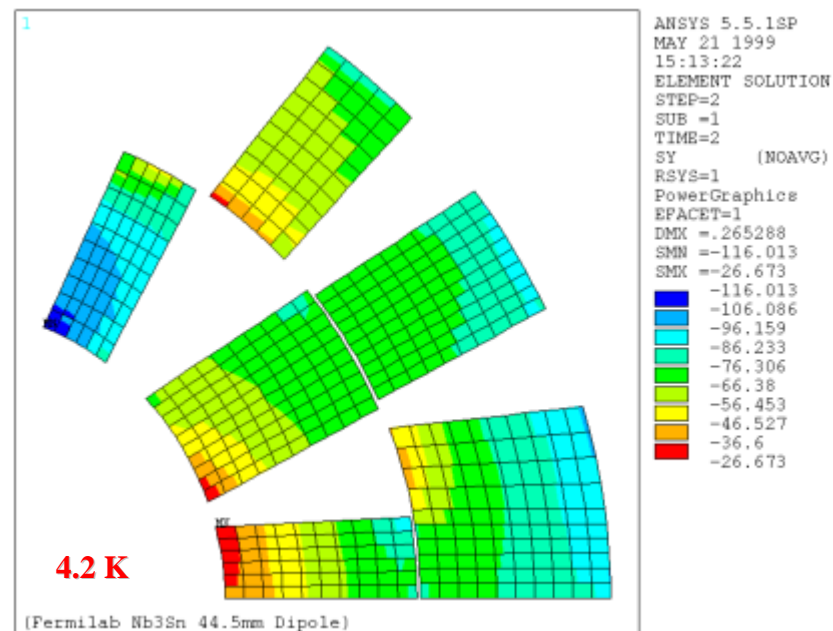 1
ANSYS 5.5.1SP
MAY 21 1999
15:13:22
ELEMENT SOLUTION
STEP=2
SUB =1
TIME=2
SY (NOAVG)
RSYS=1
PowerGraphics
EFACET=1
DMX =.265288
SMN =-116.013
SMX =-26.673
-116.013
-106.086
-96.159
-86.233
-76.306
-66.38
-56.453
-46.527
-36.6
-26.673
MX
4.2 K
(Fermilab Nb3Sn 44.5mm Dipole)